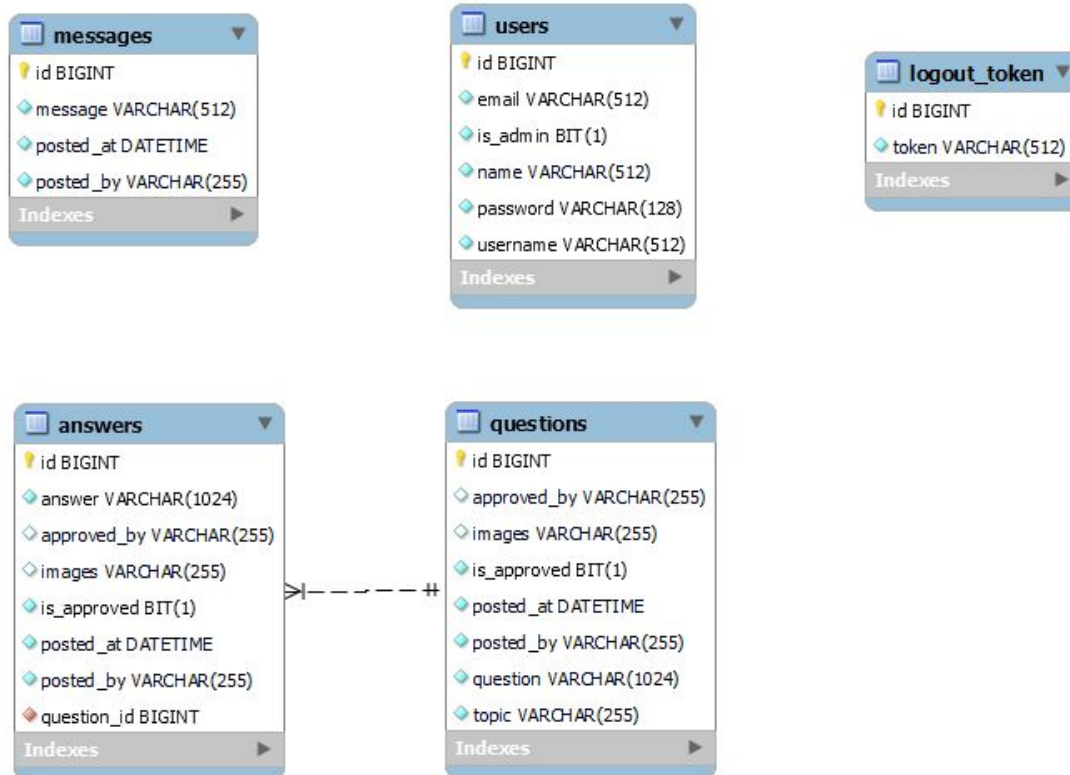 messages
id BIGINT
message VARCHAR(512)
posted_at DATETIME
posted_by VARCHAR(255)
Indexes
users
id BIGINT
email VARCHAR(512)
is_admin BIT(1)
name VARCHAR(512)
password VARCHAR(128)
username VARCHAR(512)
Indexes
logout_token
id BIGINT
token VARCHAR(512)
Indexes
answers
id BIGINT
answer VARCHAR(1024)
approved_by VARCHAR(255)
images VARCHAR(255)
is_approved BIT(1)
posted_at DATETIME
posted_by VARCHAR(255)
question_id BIGINT
Indexes
questions
id BIGINT
approved_by VARCHAR(255)
images VARCHAR(255)
is_approved BIT(1)
posted_at DATETIME
posted_by VARCHAR(255)
question VARCHAR(1024)
topic VARCHAR(255)
Indexes